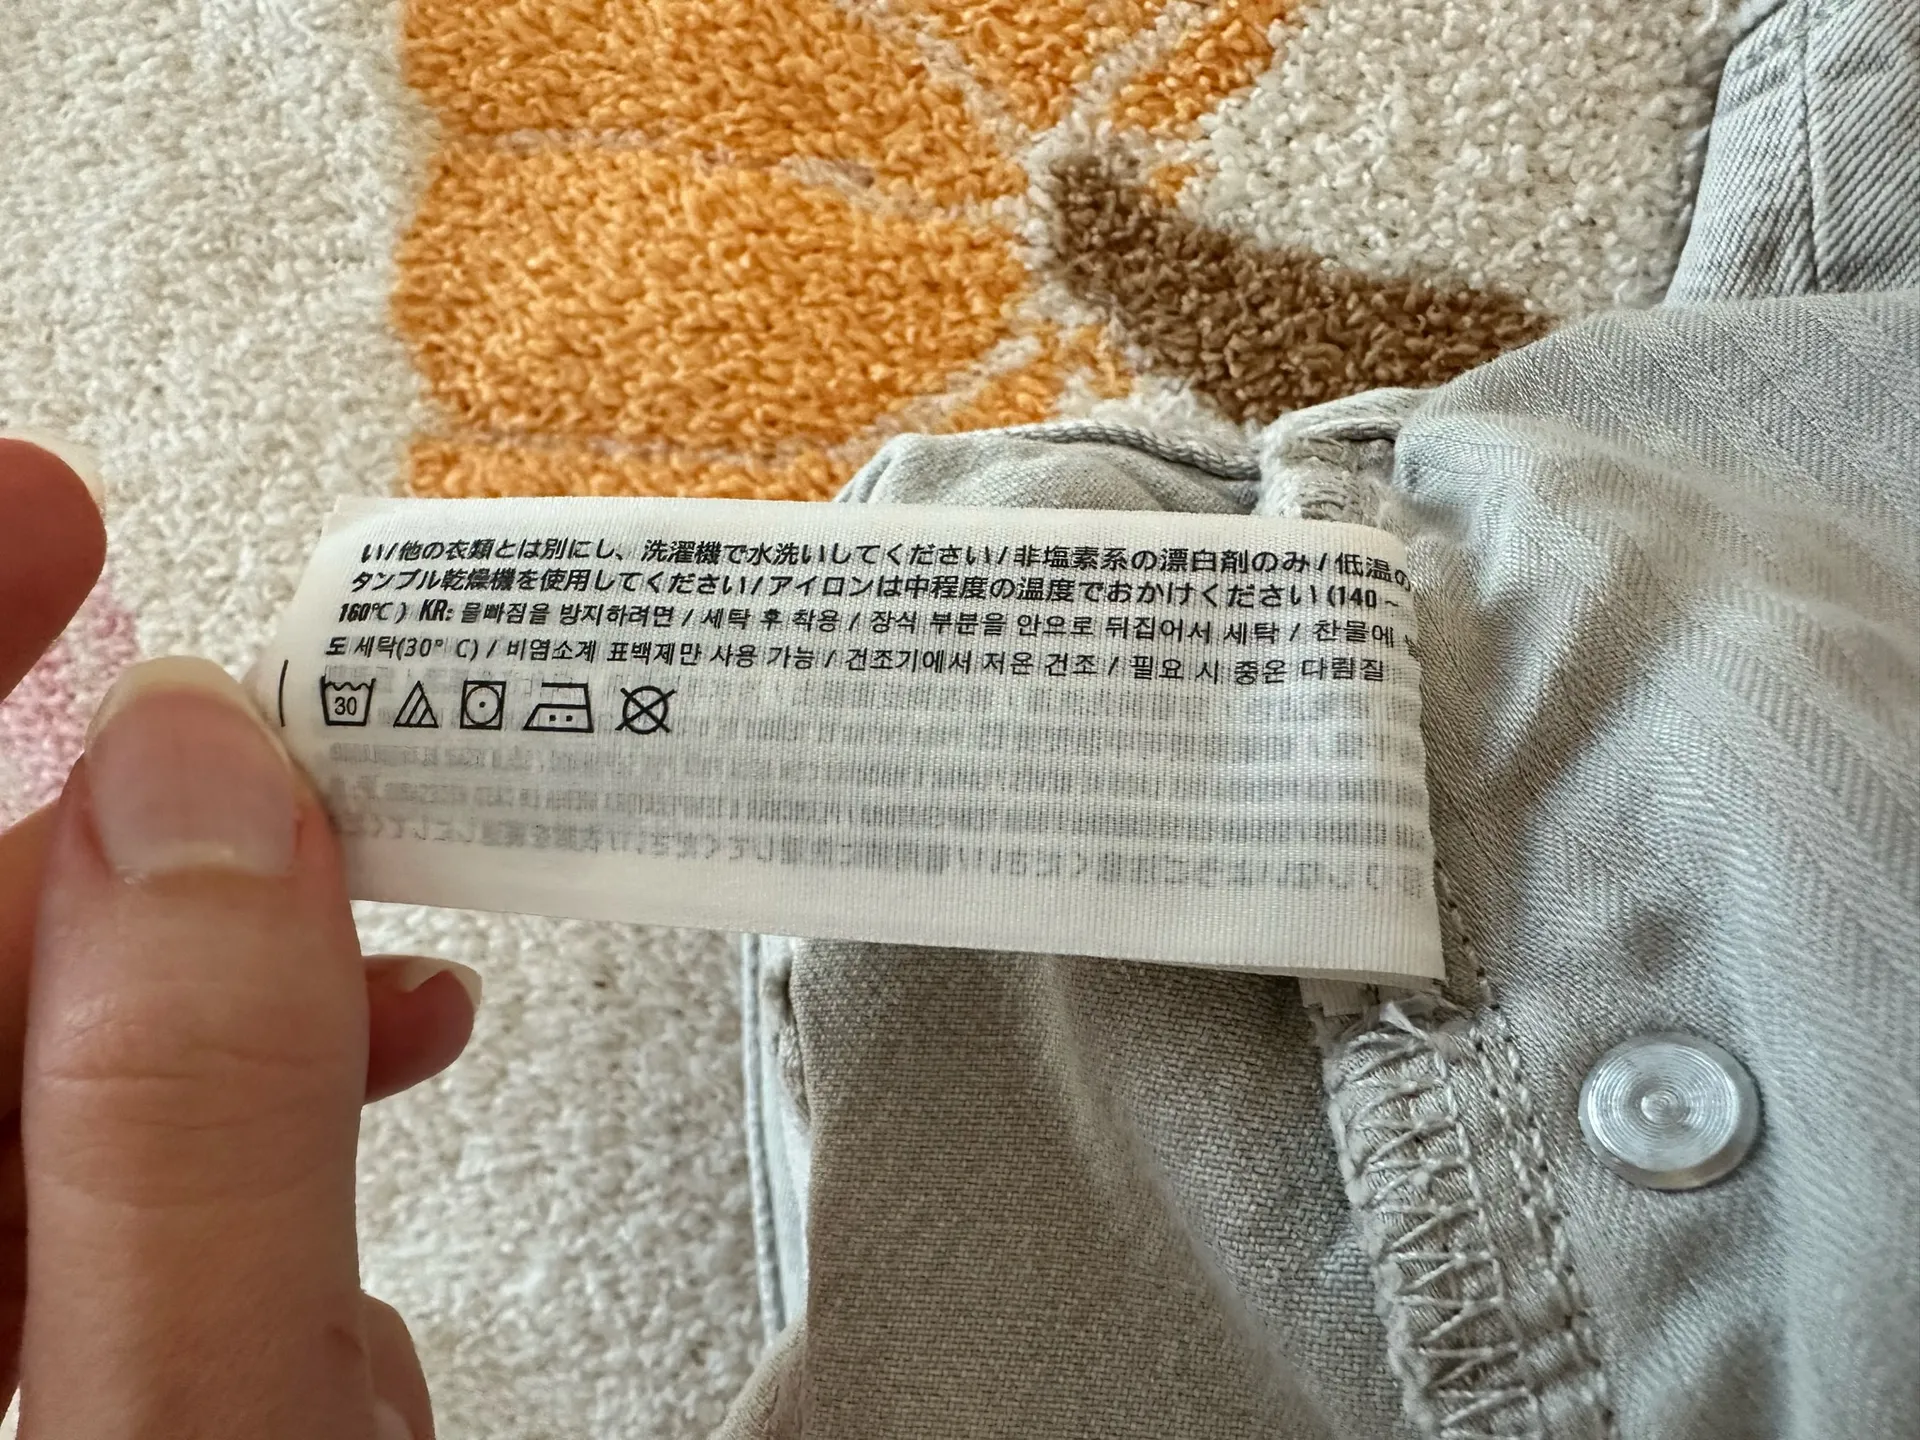 い/他の衣類とは別にし、洗濯機で水洗いしてください/非塩素系の漂白剤のみ/低温の
タンブル乾燥機を使用してください/アイロンは中程度の温度でおかけください (140 ~
160℃ ) KR: 물빠짐을 방지하려면 / 세탁 후 착용 / 장식 부분을 안으로 뒤집어서 세탁 / 찬물에
도 세탁(30° C) / 비염소계 표백제만 사용 가능 / 건조기에서 저온 건조 / 필요 시 중온 다림질
30